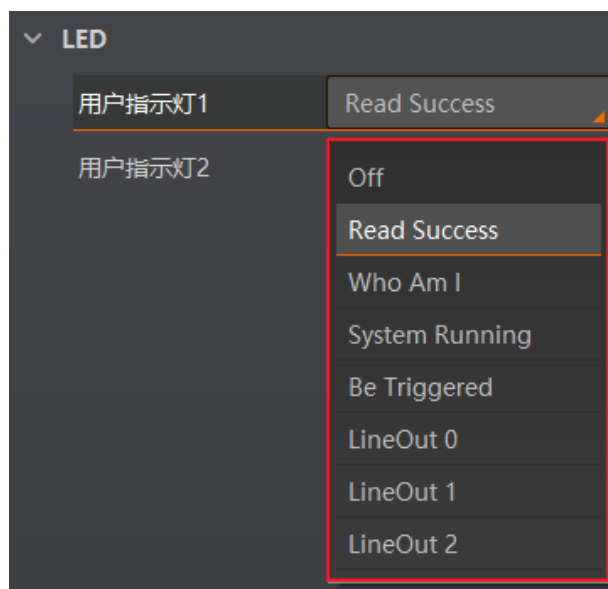 LED
用户指示灯1 Read Success
用户指示灯2
Off
Read Success
Who Am I
System Running
Be Triggered
LineOut 0
LineOut 1
LineOut 2